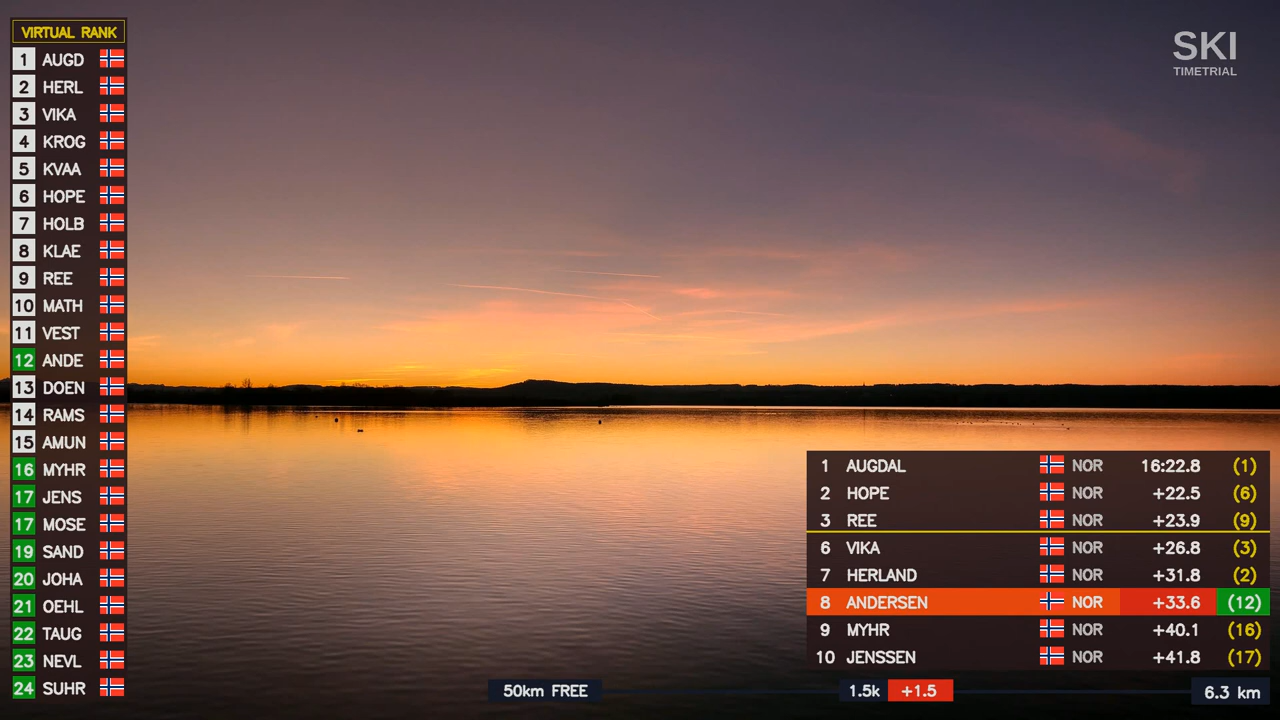 VIRTUAL RANK
1 AUGD
2 HERL
3 VIKA
4 KROG
5 KVAA
6 HOPE
7 HOLB
8 KLAE
9 REE
10 MATH
11 VEST
12 ANDE
13 DOEN
14 RAMS
15 AMUN
16 MYHR
17 JENS
17 MOSE
19 SAND
20 JOHA
21 OEHL
22 TAUG
23 NEVL
24 SUHR
SKI
TIMETRIAL
1 AUGDAL NOR 16:22.8 (1)
2 HOPE NOR +22.5 (6)
3 REE NOR +23.9 (9)
6 VIKA NOR +26.8 (3)
7 HERLAND NOR +31.8 (2)
8 ANDERSEN NOR +33.6 (12)
9 MYHR NOR +40.1 (16)
10 JENSSEN NOR +41.8 (17)
50km FREE 1.5k +1.5 6.3 km